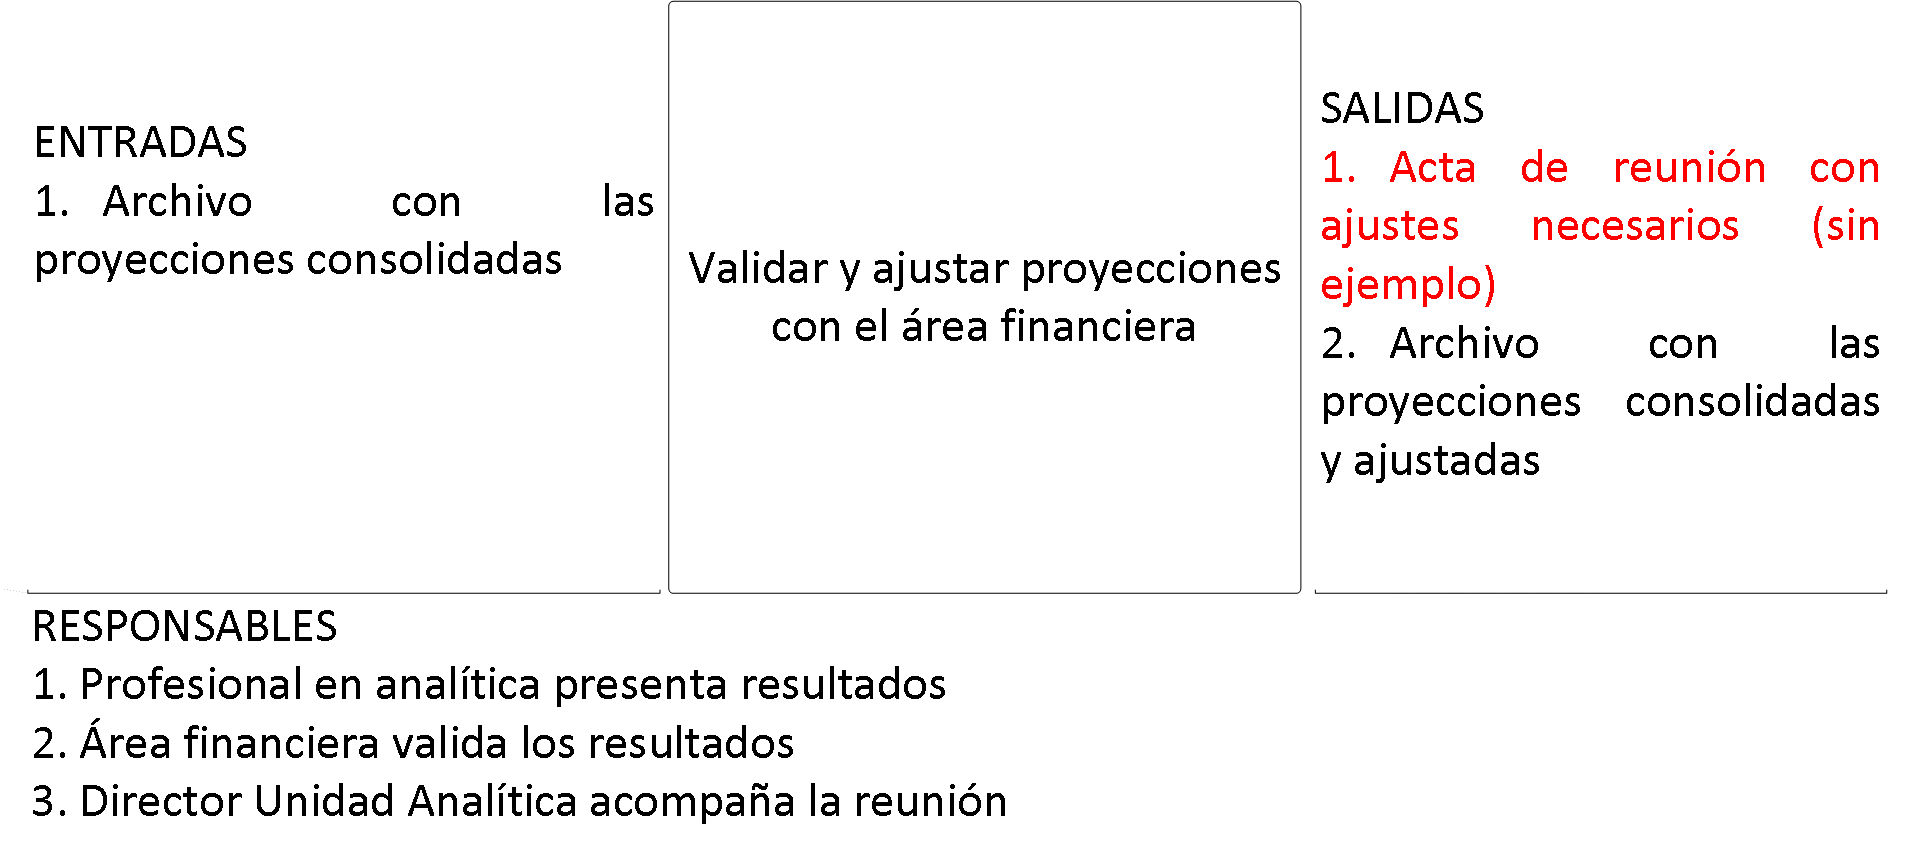 ENTRADAS
1. Archivo con las
proyecciones consolidadas
Validar y ajustar proyecciones
con el área financiera
SALIDAS
1. Acta de reunión con
ajustes necesarios (sin
ejemplo)
2. Archivo con las
proyecciones consolidadas
y ajustadas
RESPONSABLES
1. Profesional en analítica presenta resultados
2. Área financiera valida los resultados
3. Director Unidad Analítica acompaña la reunión